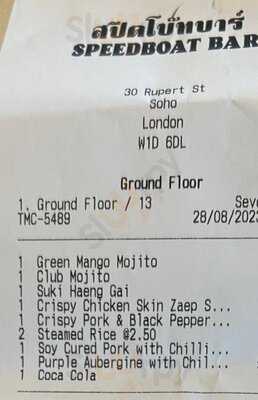 สปีดโบ๊ทบาร์
SPEEDBOAT BAR
30 Rupert St
Soho
London
W1D 6DL
Ground Floor
1. Ground Floor / 13 Seve
TMC-5489 28/08/2023
1 Green Mango Mojito
1 Club Mojito
1 Suki Haeng Gai
1 Crispy Chicken Skin Zaep S...
1 Crispy Pork & Black Pepper...
2 Steamed Rice @2.50
1 Soy Cured Pork with Chilli...
1 Purple Aubergine with Chil...
1 Coca Cola